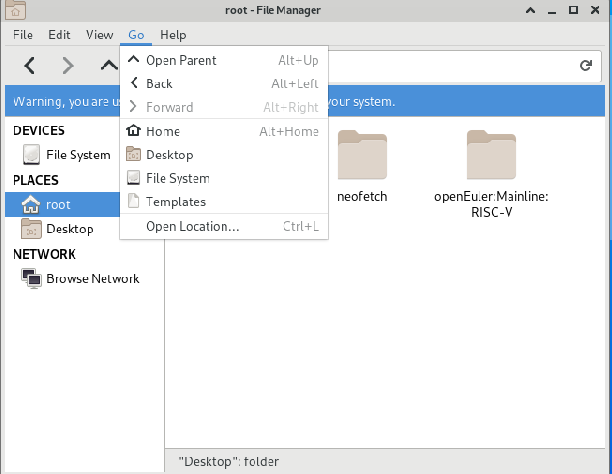 root - File Manager
File Edit View Go Help
Open Parent Alt+Up
Back Alt+Left
Forward Alt+Right
Home Alt+Home
Desktop
File System
Templates
Open Location... Ctrl+L
Warning, you are us
your system.
DEVICES
File System
PLACES
root
Desktop
NETWORK
Browse Network
neofetch
openEuler:Mainline:
RISC-V
"Desktop": folder